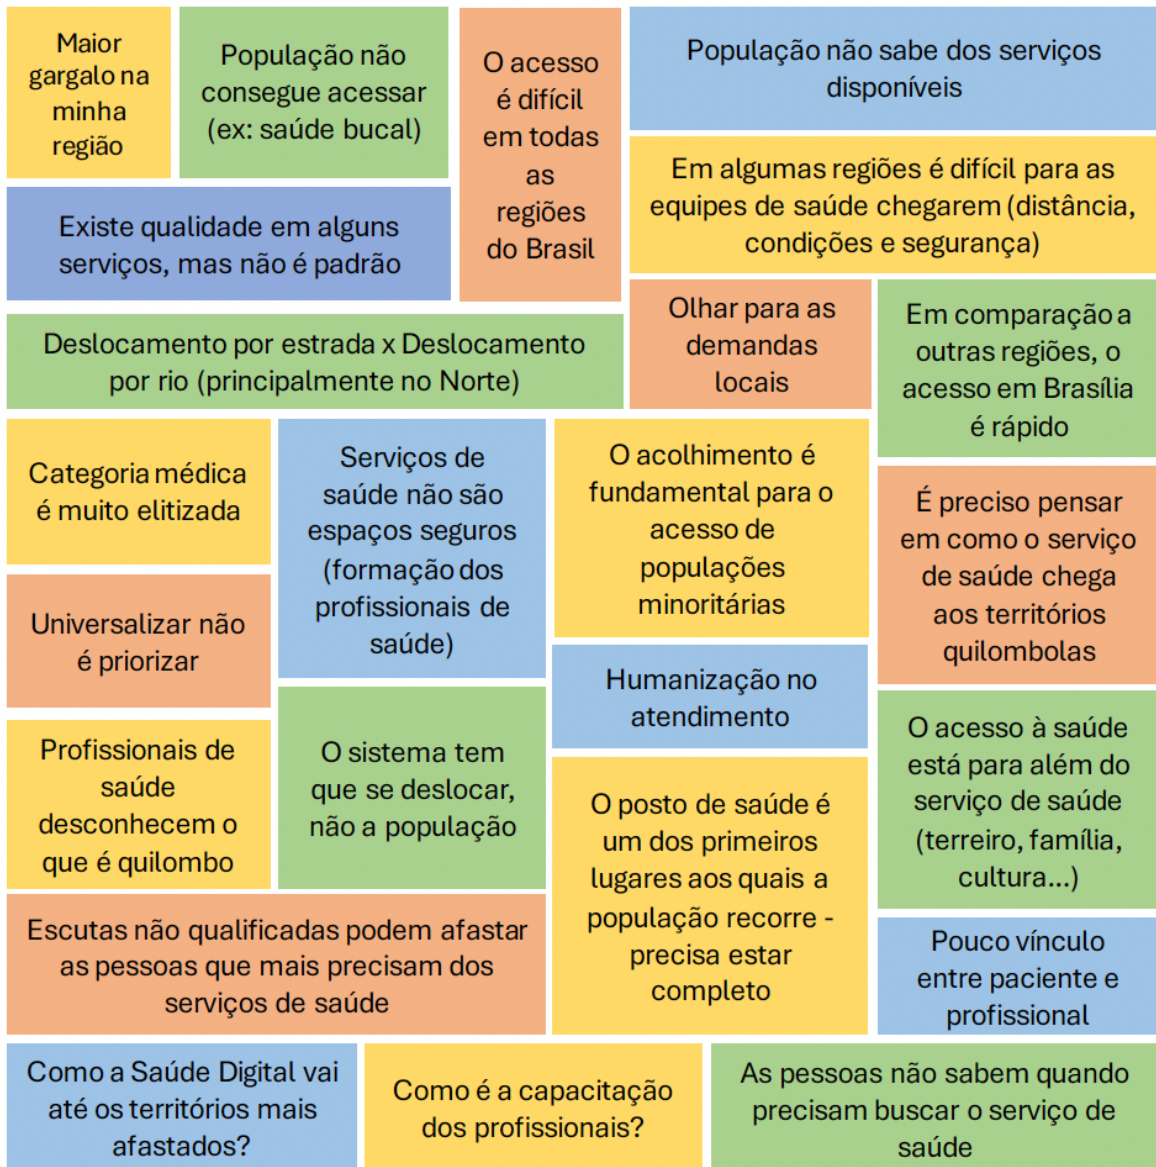 Maior
gargalo na
minha
região
População não
consegue acessar
(ex: saúde bucal)
O acesso
é difícil
em todas
as
regiões
do Brasil
População não sabe dos serviços
disponíveis
Em algumas regiões é difícil para as
equipes de saúde chegarem (distância,
condições e segurança)
Existe qualidade em alguns
serviços, mas não é padrão
Olhar para as
demandas
locais
Em comparação a
outras regiões, o
acesso em Brasília
é rápido
Deslocamento por estrada x Deslocamento
por rio (principalmente no Norte)
Categoria médica
é muito elitizada
Serviços de
saúde não são
espaços seguros
(formação dos
profissionais de
saúde)
O acolhimento é
fundamental para o
acesso de
populações
minoritárias
É preciso pensar
em como o serviço
de saúde chega
aos territórios
quilombolas
Universalizar não
é priorizar
Humanização no
atendimento
Profissionais de
saúde
desconhecem o
que é quilombo
O sistema tem
que se deslocar,
não a população
O posto de saúde é
um dos primeiros
lugares aos quais a
população recorre -
precisa estar
completo
O acesso à saúde
está para além do
serviço de saúde
(terreiro, família,
cultura...)
Escutas não qualificadas podem afastar
as pessoas que mais precisam dos
serviços de saúde
Pouco vínculo
entre paciente e
profissional
Como a Saúde Digital vai
até os territórios mais
afastados?
Como é a capacitação
dos profissionais?
As pessoas não sabem quando
precisam buscar o serviço de
saúde